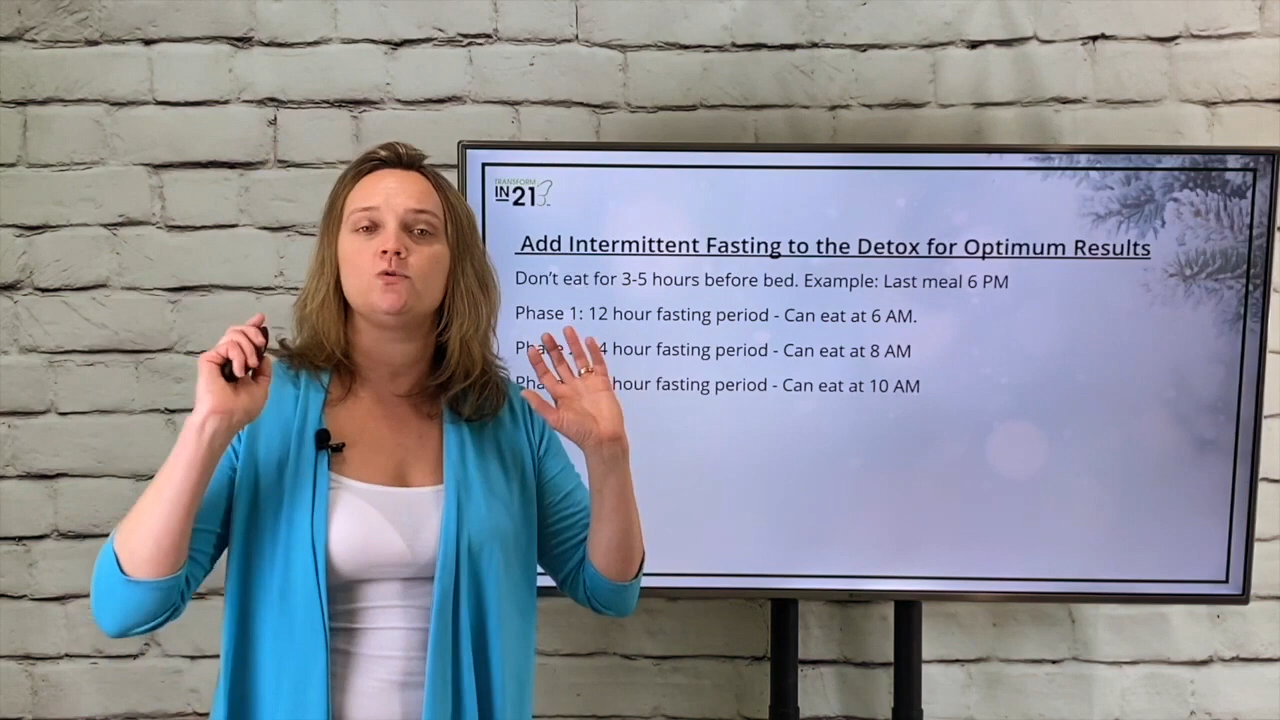 TRANSFORM
IN 21
Add Intermittent Fasting to the Detox for Optimum Results
Don't eat for 3-5 hours before bed. Example: Last meal 6 PM
Phase 1: 12 hour fasting period - Can eat at 6 AM.
4 hour fasting period - Can eat at 8 AM
hour fasting period - Can eat at 10 AM